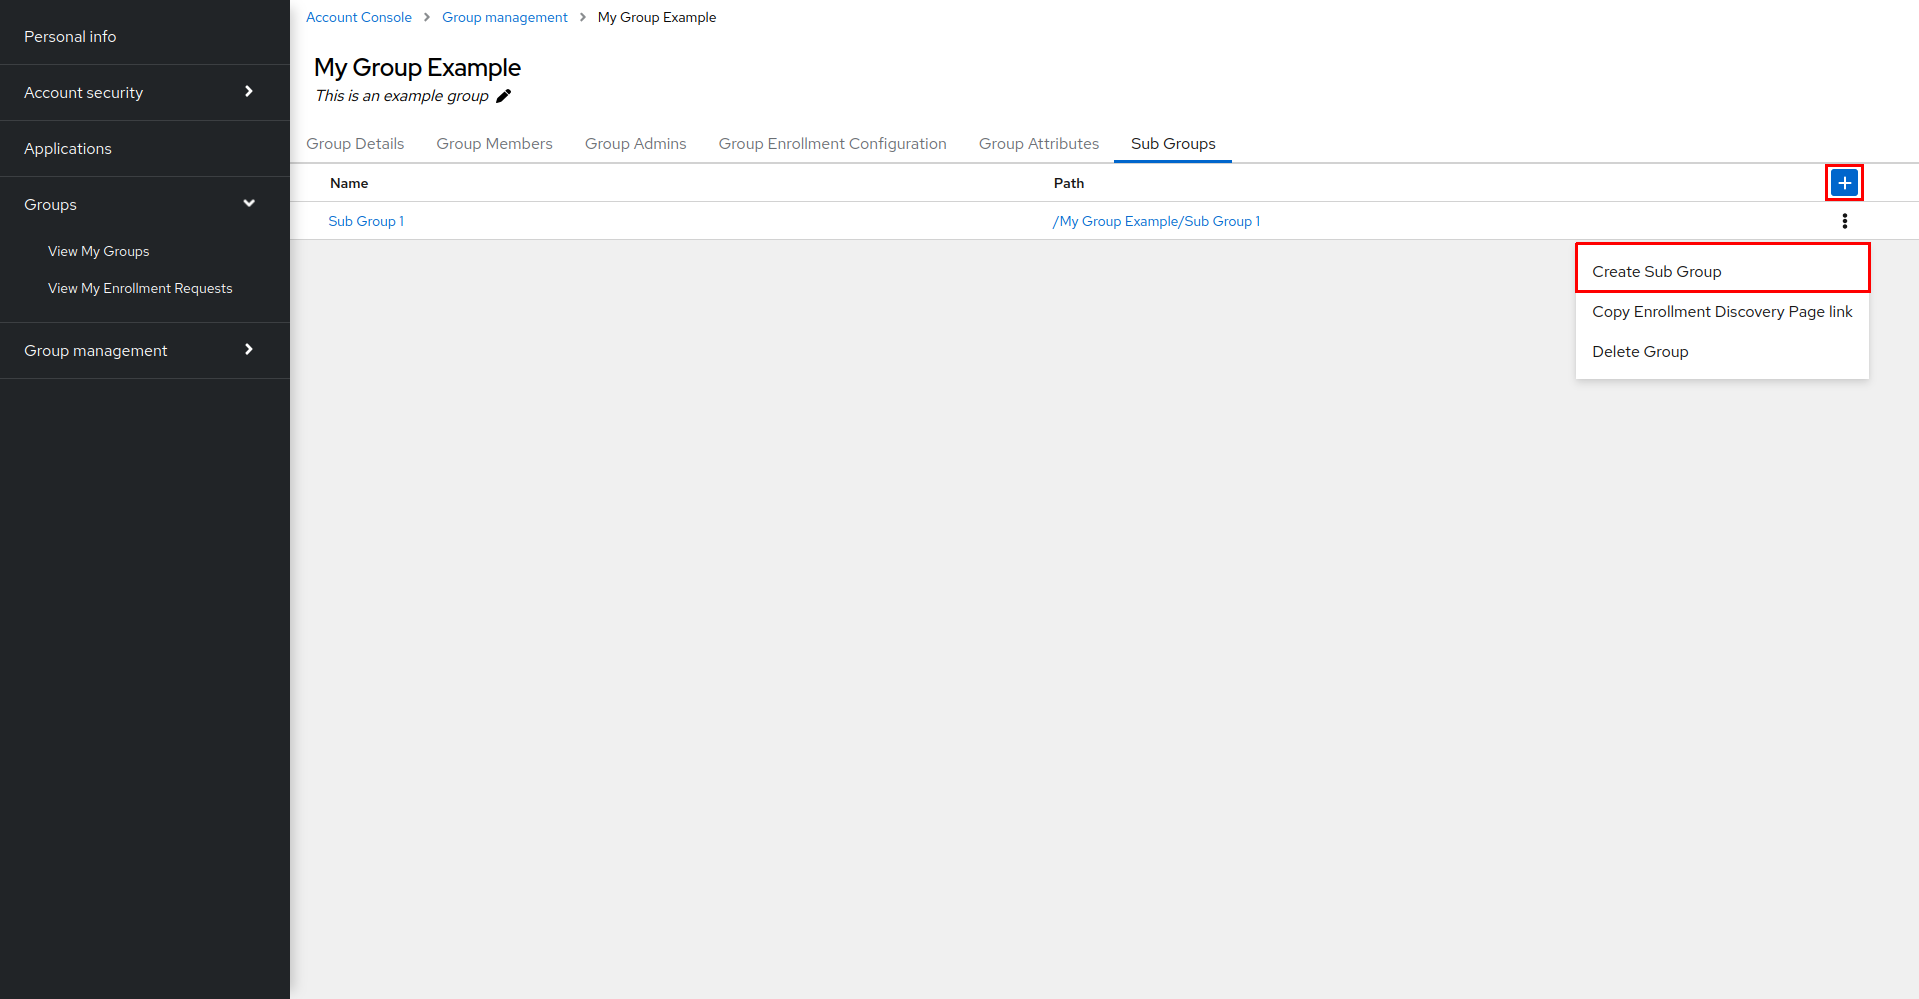 Personal info
Account security
Applications
Groups
View My Groups
View My Enrollment Requests
Group management
Account Console > Group management > My Group Example
My Group Example
This is an example group
Group Details Group Members Group Admins Group Enrollment Configuration Group Attributes Sub Groups
Name Path
Sub Group 1 /My Group Example/Sub Group 1
Create Sub Group
Copy Enrollment Discovery Page link
Delete Group